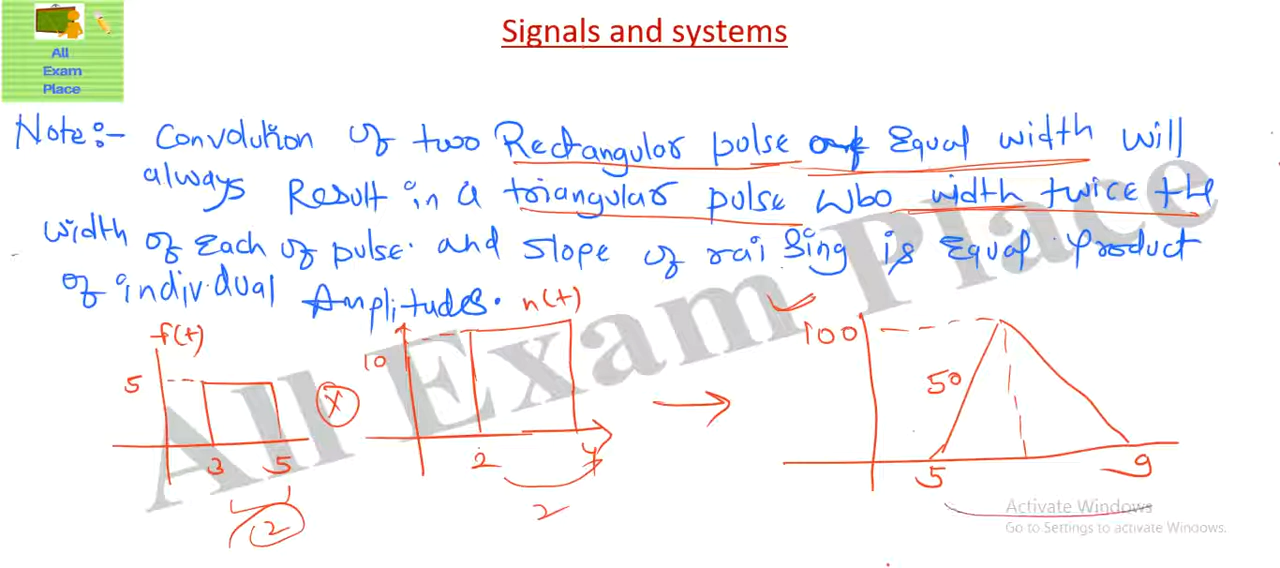 Signals and systems
All
Exam
Place
Note:- Convolution of two Rectangular pulse of Equal width will
always Result in a triangular pulse who width twice the
width of Each of pulse. and slope of rai sing is Equal Product
of individual Amplitudes.
f(t)
5
3 5
2
X
h(t)
10
2 4
2
100
50
5 9
All Exam Place
Activate Windows
Go to Settings to activate Windows.